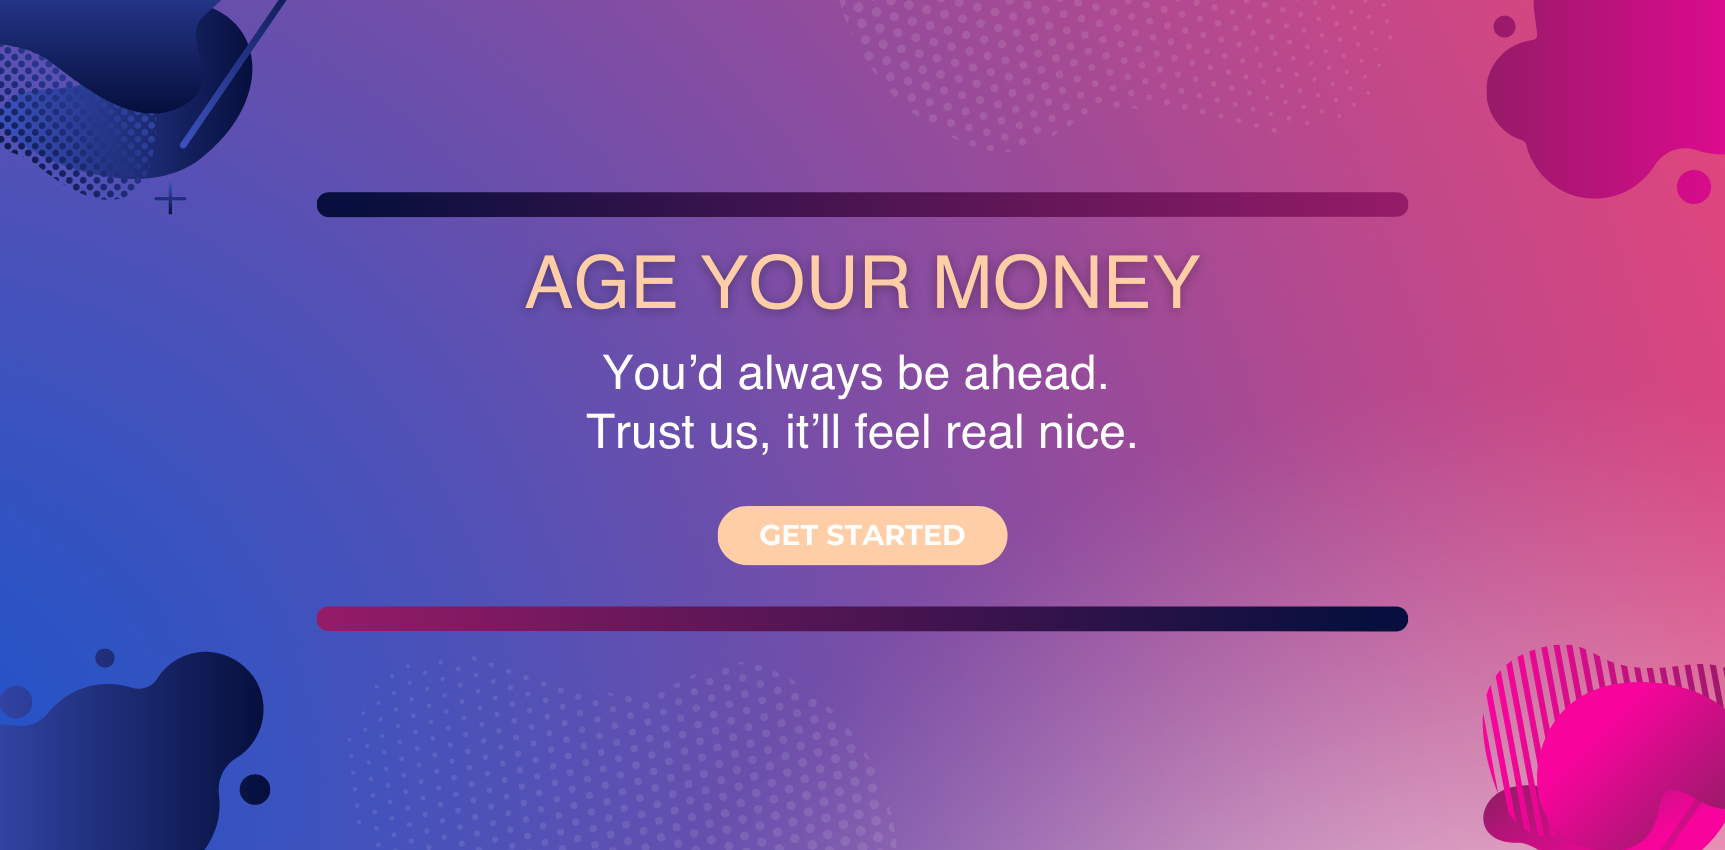 AGE YOUR MONEY
You’d always be ahead.
Trust us, it’ll feel real nice.
GET STARTED